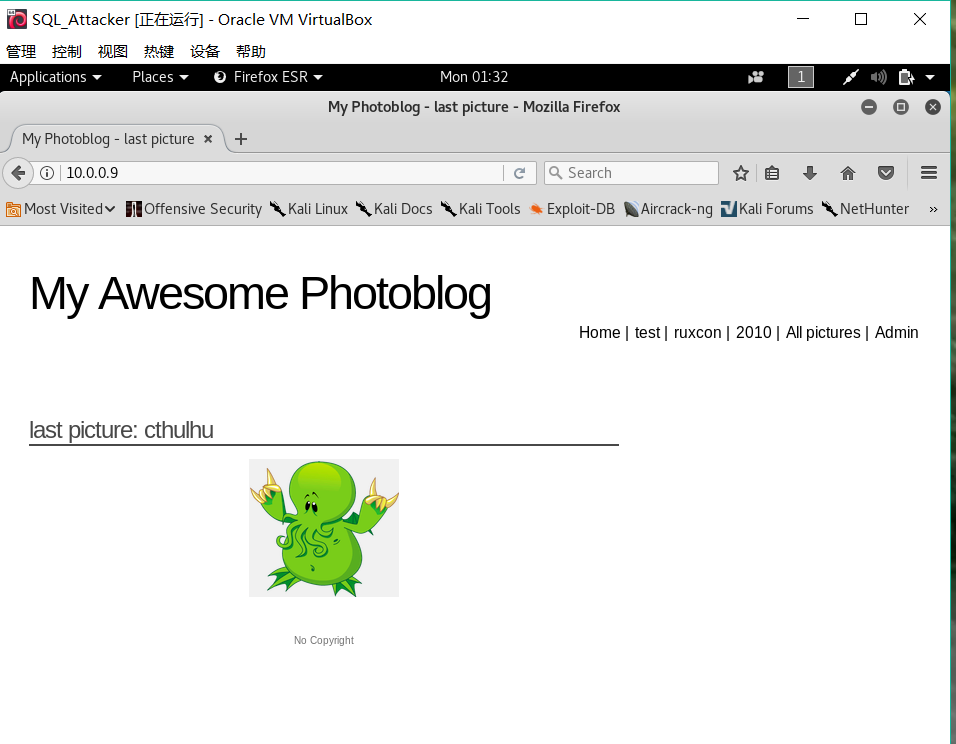 SQL_Attacker [正在运行] - Oracle VM VirtualBox
管理 控制 视图 热键 设备 帮助
Applications Places Firefox ESR Mon 01:32 1
My Photoblog - last picture - Mozilla Firefox
My Photoblog - last picture
10.0.0.9 Search
Most Visited Offensive Security Kali Linux Kali Docs Kali Tools Exploit-DB Aircrack-ng Kali Forums NetHunter »
My Awesome Photoblog
Home | test | ruxcon | 2010 | All pictures | Admin
last picture: cthulhu
No Copyright